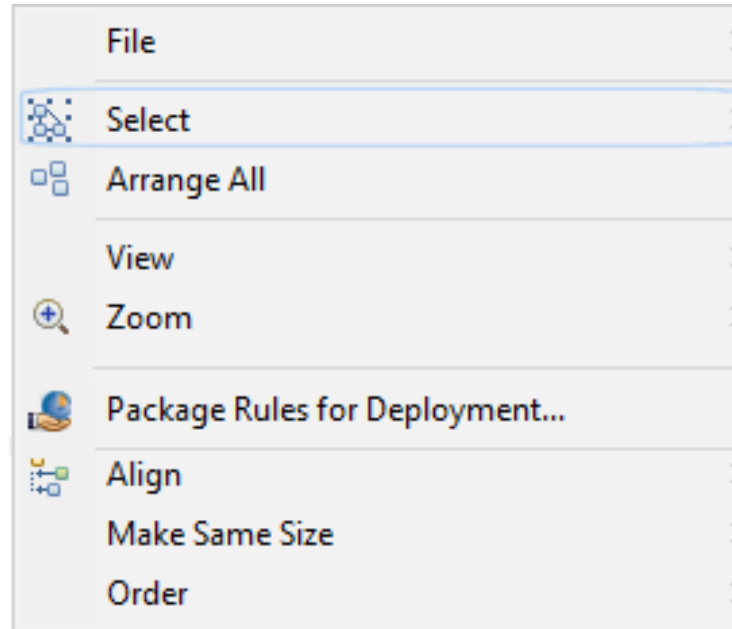 File
Select
Arrange All
View
Zoom
Package Rules for Deployment...
Align
Make Same Size
Order